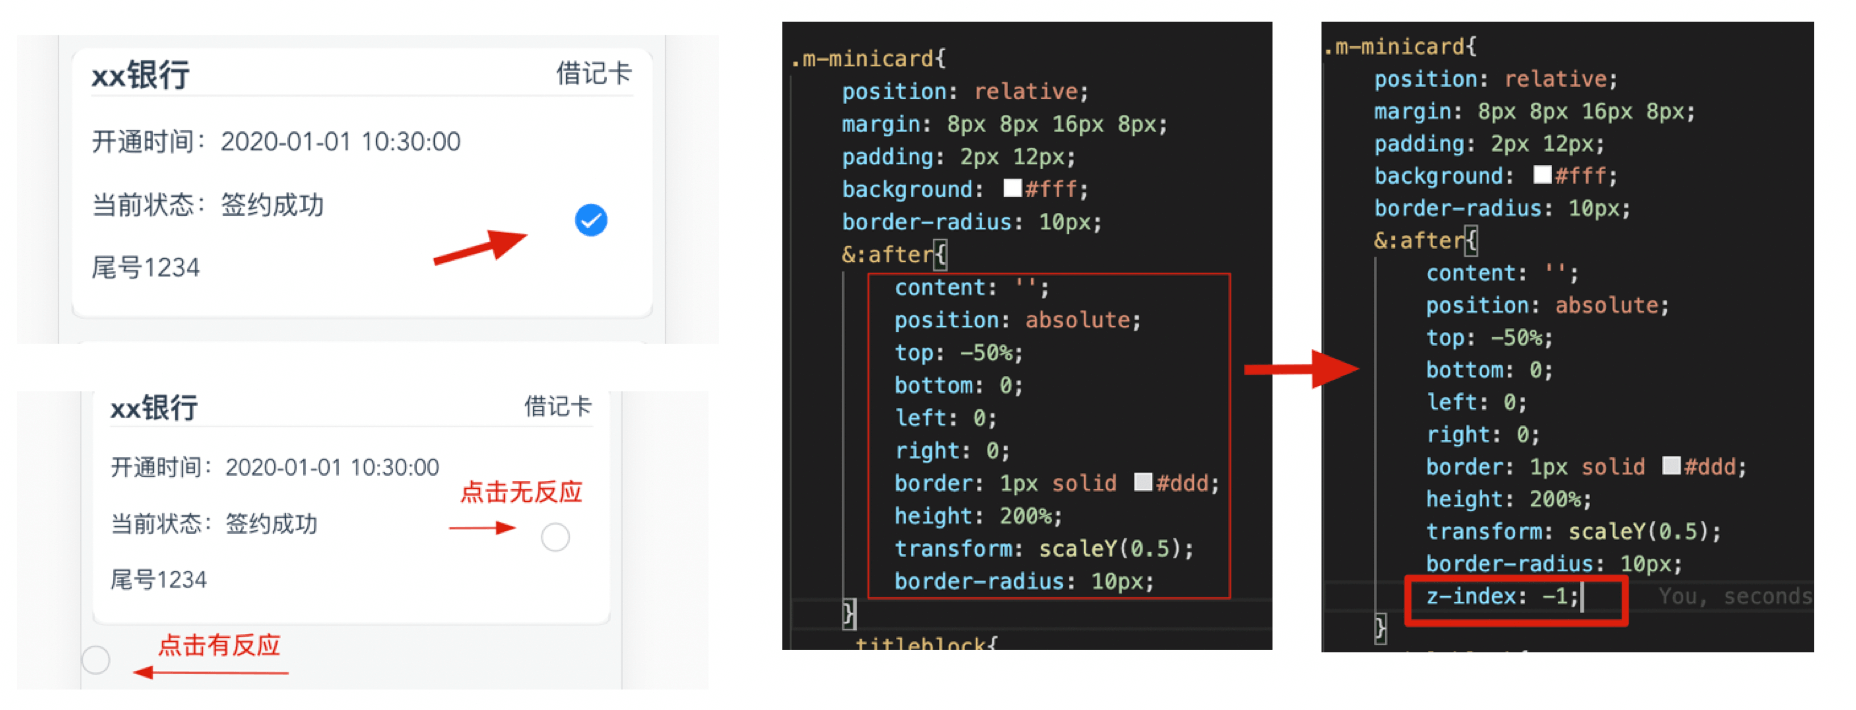 xx银行 借记卡
开通时间：2020-01-01 10:30:00
当前状态：签约成功
尾号1234
xx银行 借记卡
开通时间：2020-01-01 10:30:00
点击无反应
当前状态：签约成功
尾号1234
点击有反应
.m-minicard{
position: relative;
margin: 8px 8px 16px 8px;
padding: 2px 12px;
background: #fff;
border-radius: 10px;
&:after{
content: '';
position: absolute;
top: -50%;
bottom: 0;
left: 0;
right: 0;
border: 1px solid #ddd;
height: 200%;
transform: scaleY(0.5);
border-radius: 10px;
}
titleblock{
.m-minicard{
position: relative;
margin: 8px 8px 16px 8px;
padding: 2px 12px;
background: #fff;
border-radius: 10px;
&:after{
content: '';
position: absolute;
top: -50%;
bottom: 0;
left: 0;
right: 0;
border: 1px solid #ddd;
height: 200%;
transform: scaleY(0.5);
border-radius: 10px;
z-index: -1; You, seconds
}